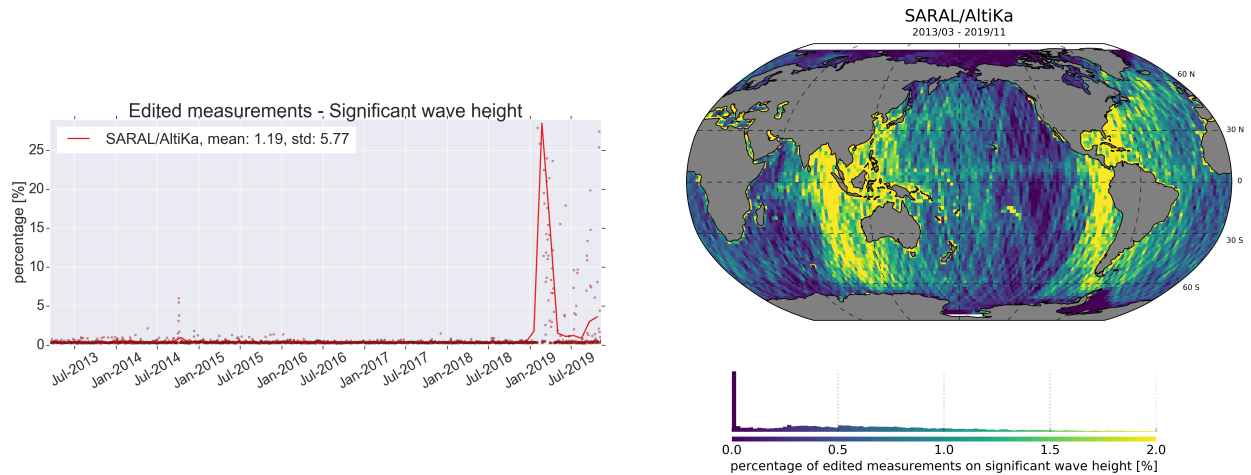 Edited measurements - Significant wave height
SARAL/AltiKa, mean: 1.19, std: 5.77
percentage [%]
25
20
15
10
5
0
Jul-2013
Jan-2014
Jul-2014
Jan-2015
Jul-2015
Jan-2016
Jul-2016
Jan-2017
Jul-2017
Jan-2018
Jul-2018
Jan-2019
Jul-2019
SARAL/AltiKa
2013/03 - 2019/11
60 N
30 N
0
30 S
60 S
0.0 0.5 1.0 1.5 2.0
percentage of edited measurements on significant wave height [%]